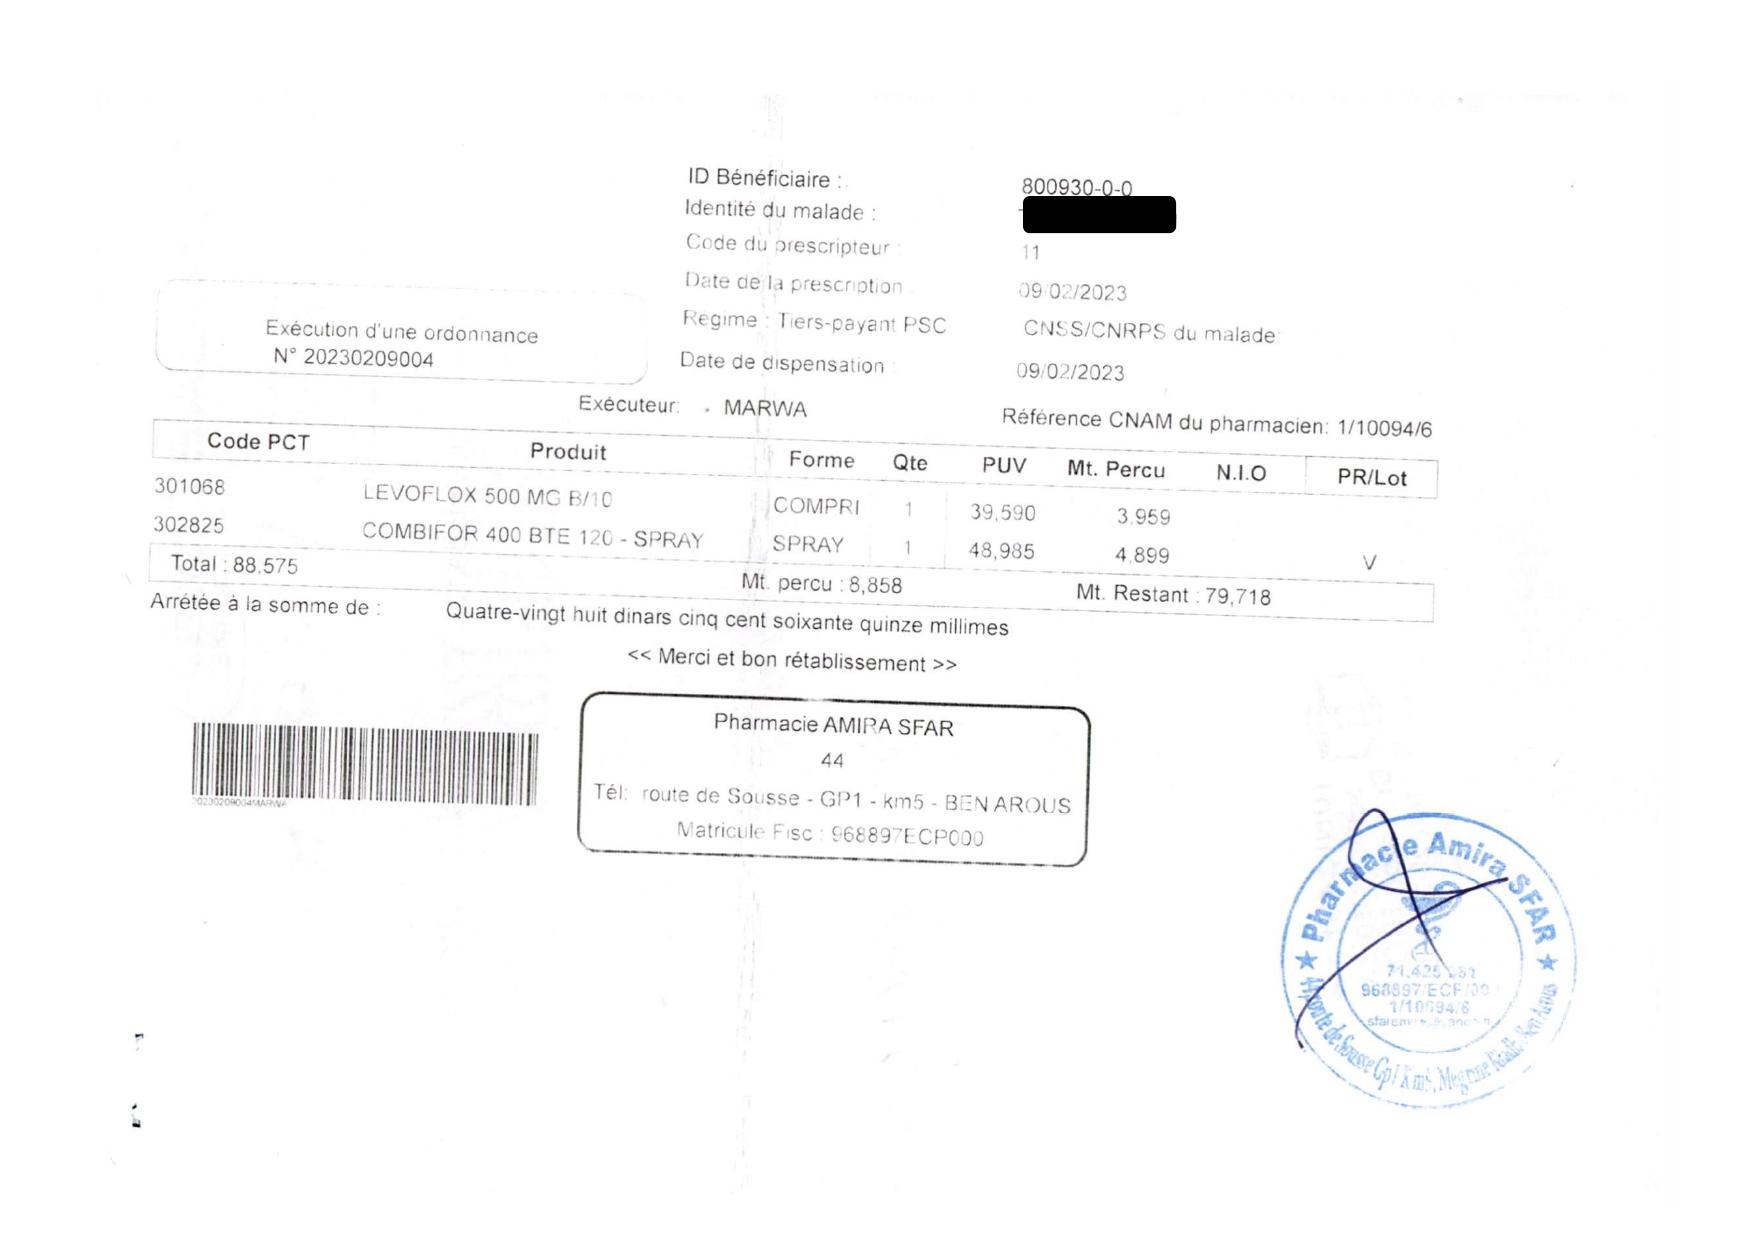 ID Bénéficiaire : 800930-0-0
Identité du malade :
Code du prescripteur : 11
Date de la prescription : 09/02/2023
Regime : Tiers-payant PSC CNSS/CNRPS du malade:
Date de dispensation : 09/02/2023
Exécution d'une ordonnance
N° 20230209004
Exécuteur: . MARWA Référence CNAM du pharmacien: 1/10094/6
Code PCT Produit Forme Qte PUV Mt. Percu N.I.O PR/Lot
301068 LEVOFLOX 500 MG B/10 COMPRI 1 39,590 3.959
302825 COMBIFOR 400 BTE 120 - SPRAY SPRAY 1 48,985 4,899 V
Total : 88.575 Mt. percu : 8,858 Mt. Restant : 79,718
Arrétée à la somme de : Quatre-vingt huit dinars cinq cent soixante quinze millimes
<< Merci et bon rétablissement >>
20230209004MARWA
Pharmacie AMIRA SFAR
44
Tél: route de Sousse - GP1 - km5 - BEN AROUS
Matricule Fisc : 968897ECP000
★ Pharmacie Amira SFAR ★
71.425
968897/ECF/00
1/10094/6
route de Sousse Gp1 Km5, Megrine Riadh Ben Arous